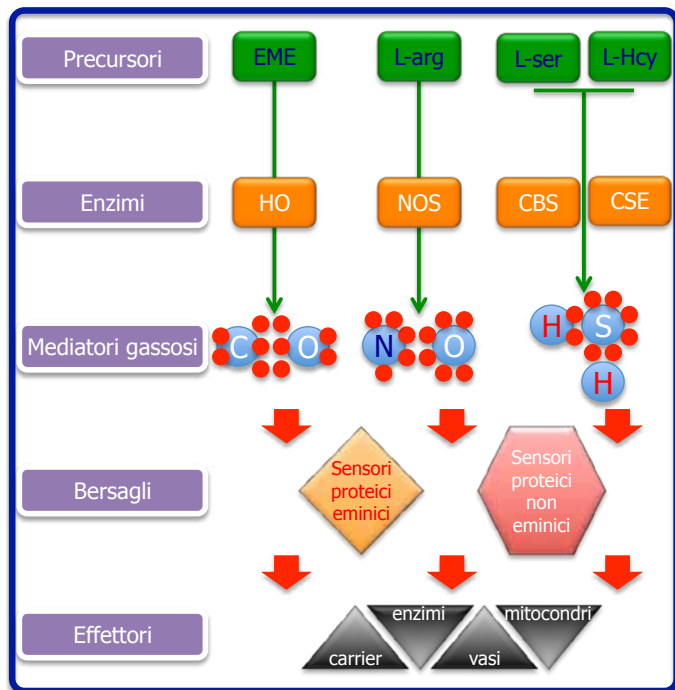 Precursori
EME
L-arg
L-ser
L-Hcy
Enzimi
HO
NOS
CBS
CSE
Mediatori gassosi
C
O
N
O
H
S
H
Bersagli
Sensori
proteici
eminici
Sensori
proteici
non
eminici
Effettori
carrier
enzimi
vasi
mitocondri